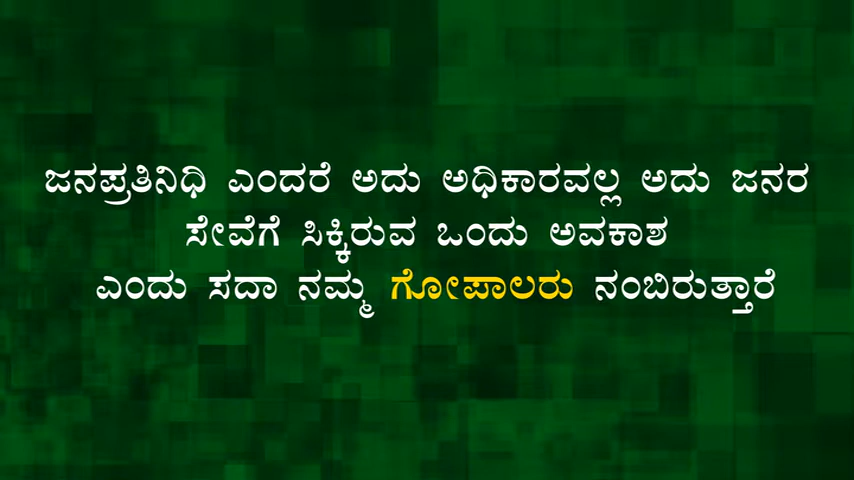 ಜನಪ್ರತಿನಿಧಿ ಎಂದರೆ ಅದು ಅಧಿಕಾರವಲ್ಲ ಅದು ಜನರ
ಸೇವೆಗೆ ಸಿಕ್ಕಿರುವ ಒಂದು ಅವಕಾಶ
ಎಂದು ಸದಾ ನಮ್ಮ ಗೋಪಾಲರು ನಂಬಿರುತ್ತಾರೆ